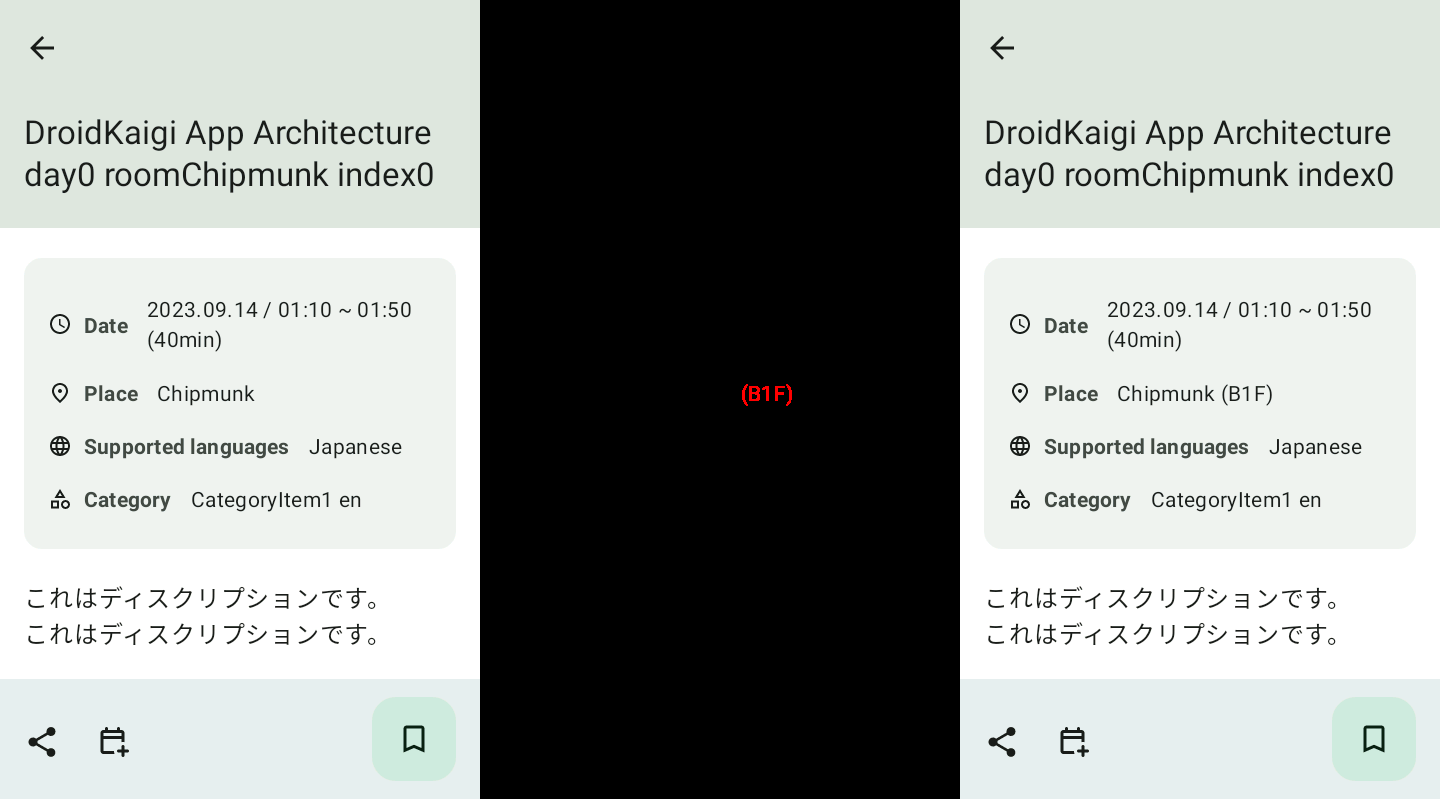 DroidKaigi App Architecture
day0 roomChipmunk index0
Date 2023.09.14 / 01:10 ~ 01:50
(40min)
Place Chipmunk
Supported languages Japanese
Category CategoryItem1 en
これはディスクリプションです。
これはディスクリプションです。
(B1F)
DroidKaigi App Architecture
day0 roomChipmunk index0
Date 2023.09.14 / 01:10 ~ 01:50
(40min)
Place Chipmunk (B1F)
Supported languages Japanese
Category CategoryItem1 en
これはディスクリプションです。
これはディスクリプションです。